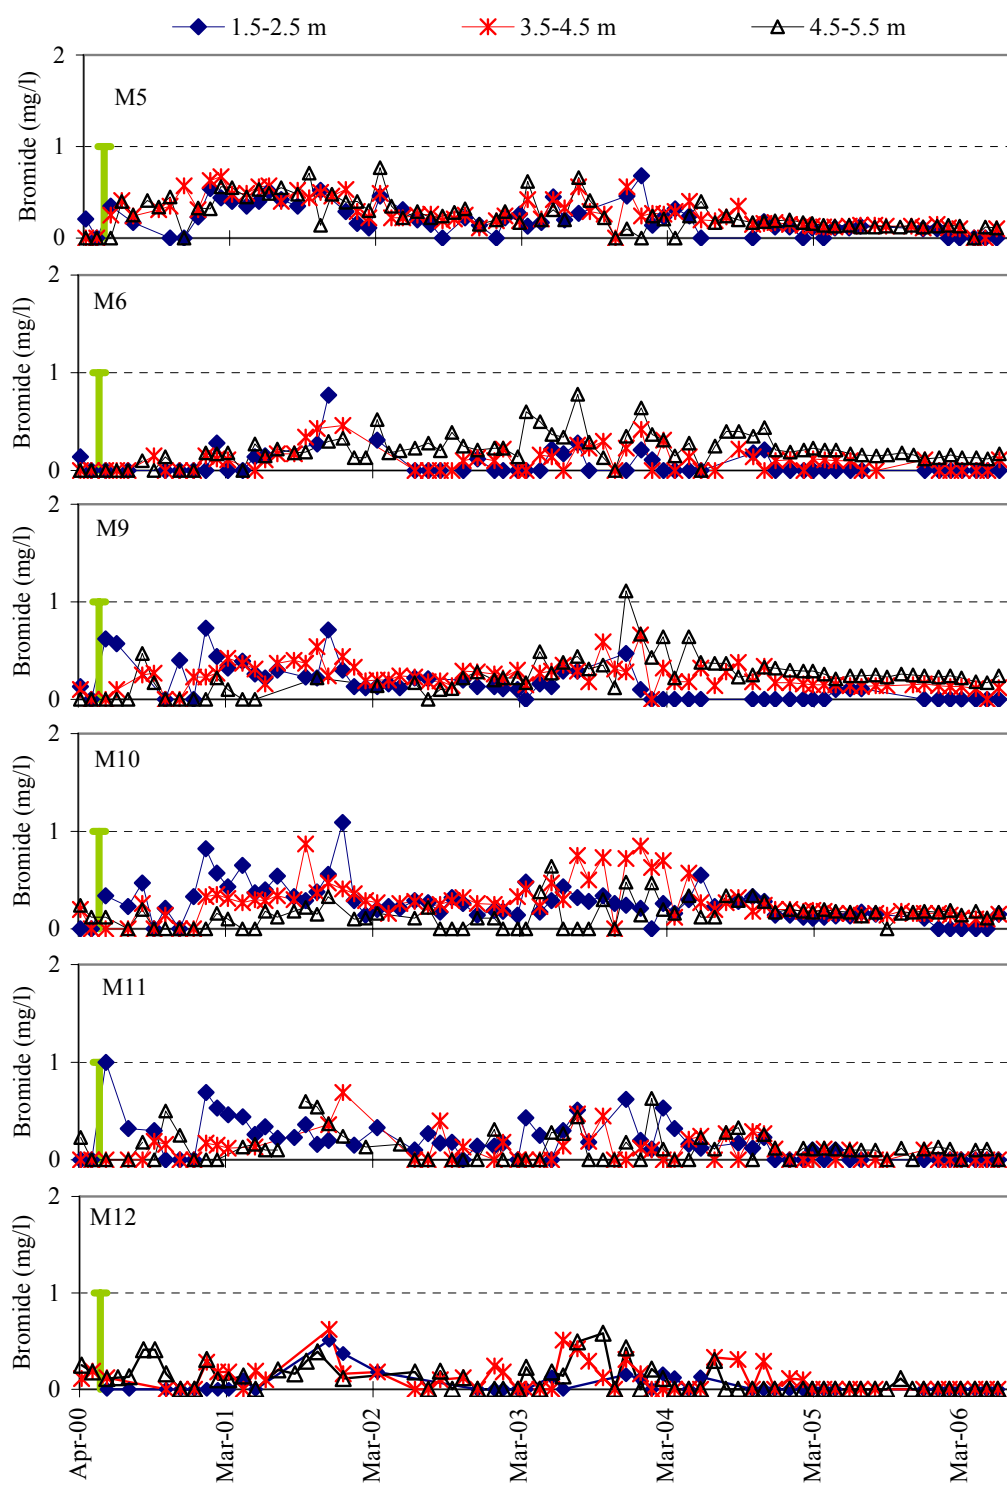 1.5-2.5 m 3.5-4.5 m 4.5-5.5 m
2
1
0
Bromide (mg/l)
M5
2
1
0
Bromide (mg/l)
M6
2
1
0
Bromide (mg/l)
M9
2
1
0
Bromide (mg/l)
M10
2
1
0
Bromide (mg/l)
M11
2
1
0
Bromide (mg/l)
M12
Apr-00 Mar-01 Mar-02 Mar-03 Mar-04 Mar-05 Mar-06